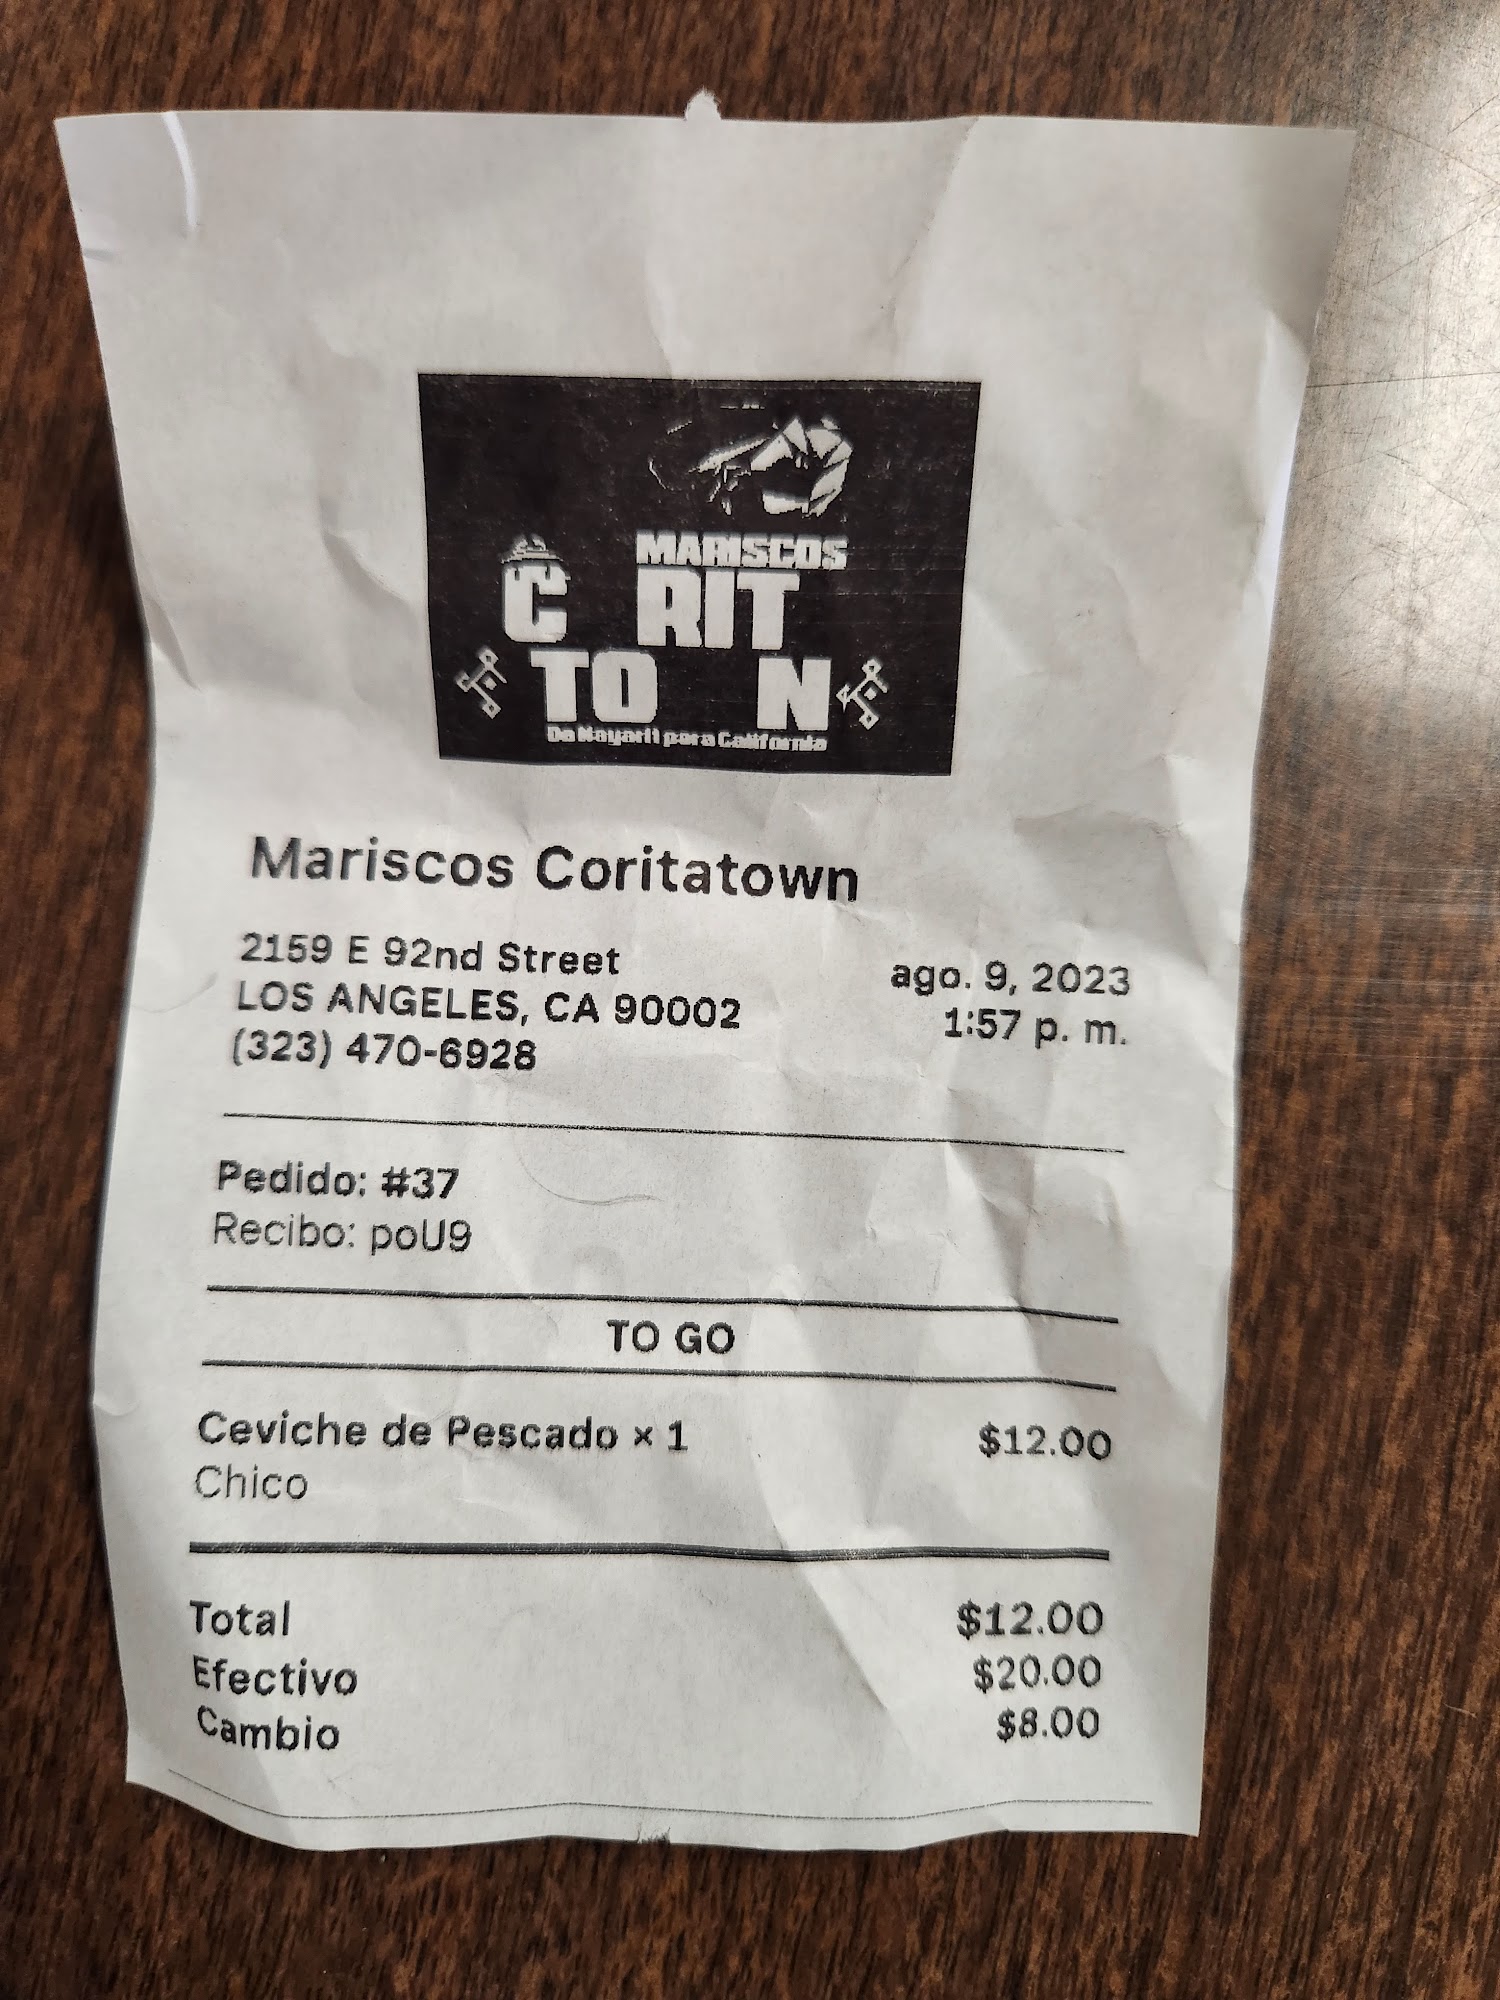 MARISCOS
C RIT
TO N
De Nayarit para California
Mariscos Coritatown
2159 E 92nd Street
LOS ANGELES, CA 90002
(323) 470-6928
ago. 9, 2023
1:57 p. m.
Pedido: #37
Recibo: poU9
TO GO
Ceviche de Pescado × 1 $12.00
Chico
Total $12.00
Efectivo $20.00
Cambio $8.00